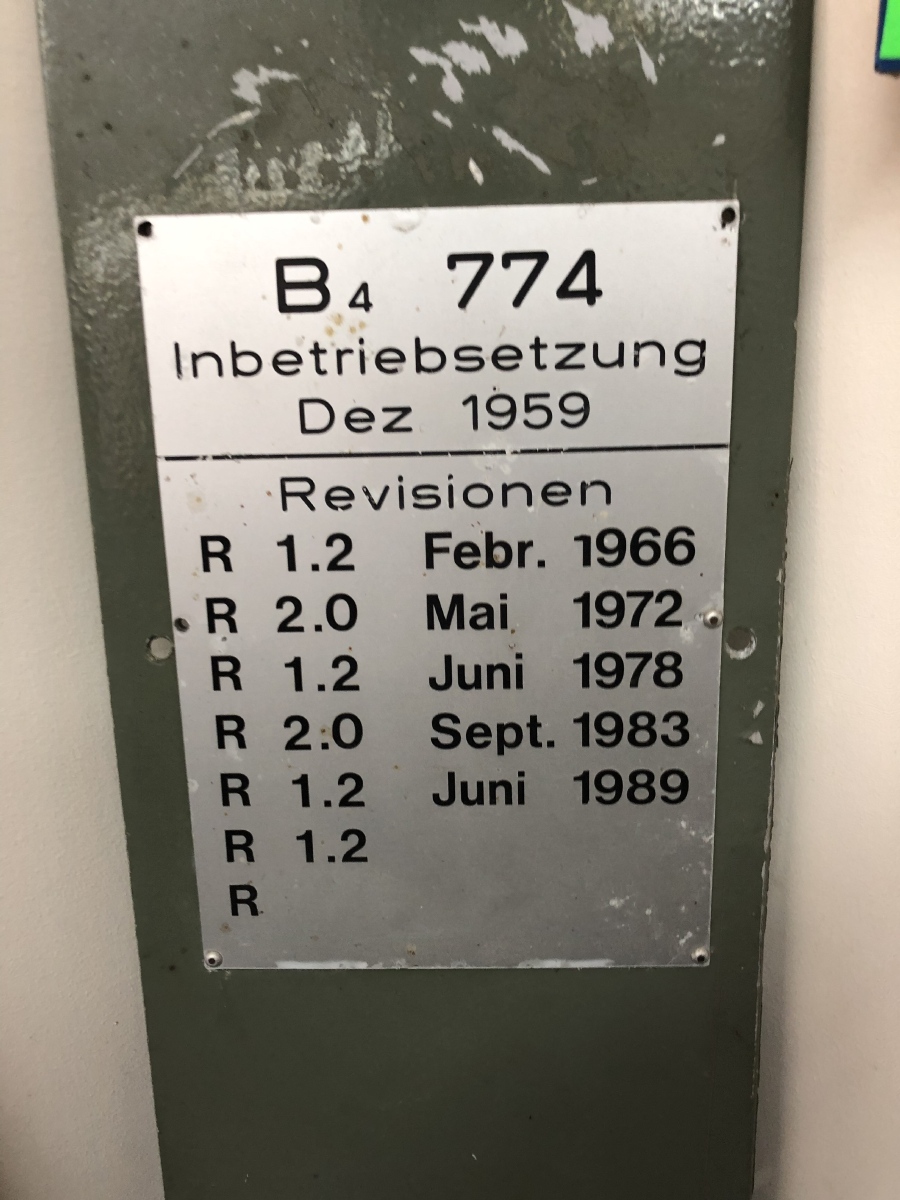 B4 774
Inbetriebsetzung
Dez 1959
Revisionen
R 1.2 Febr. 1966
R 2.0 Mai 1972
R 1.2 Juni 1978
R 2.0 Sept. 1983
R 1.2 Juni 1989
R 1.2
R